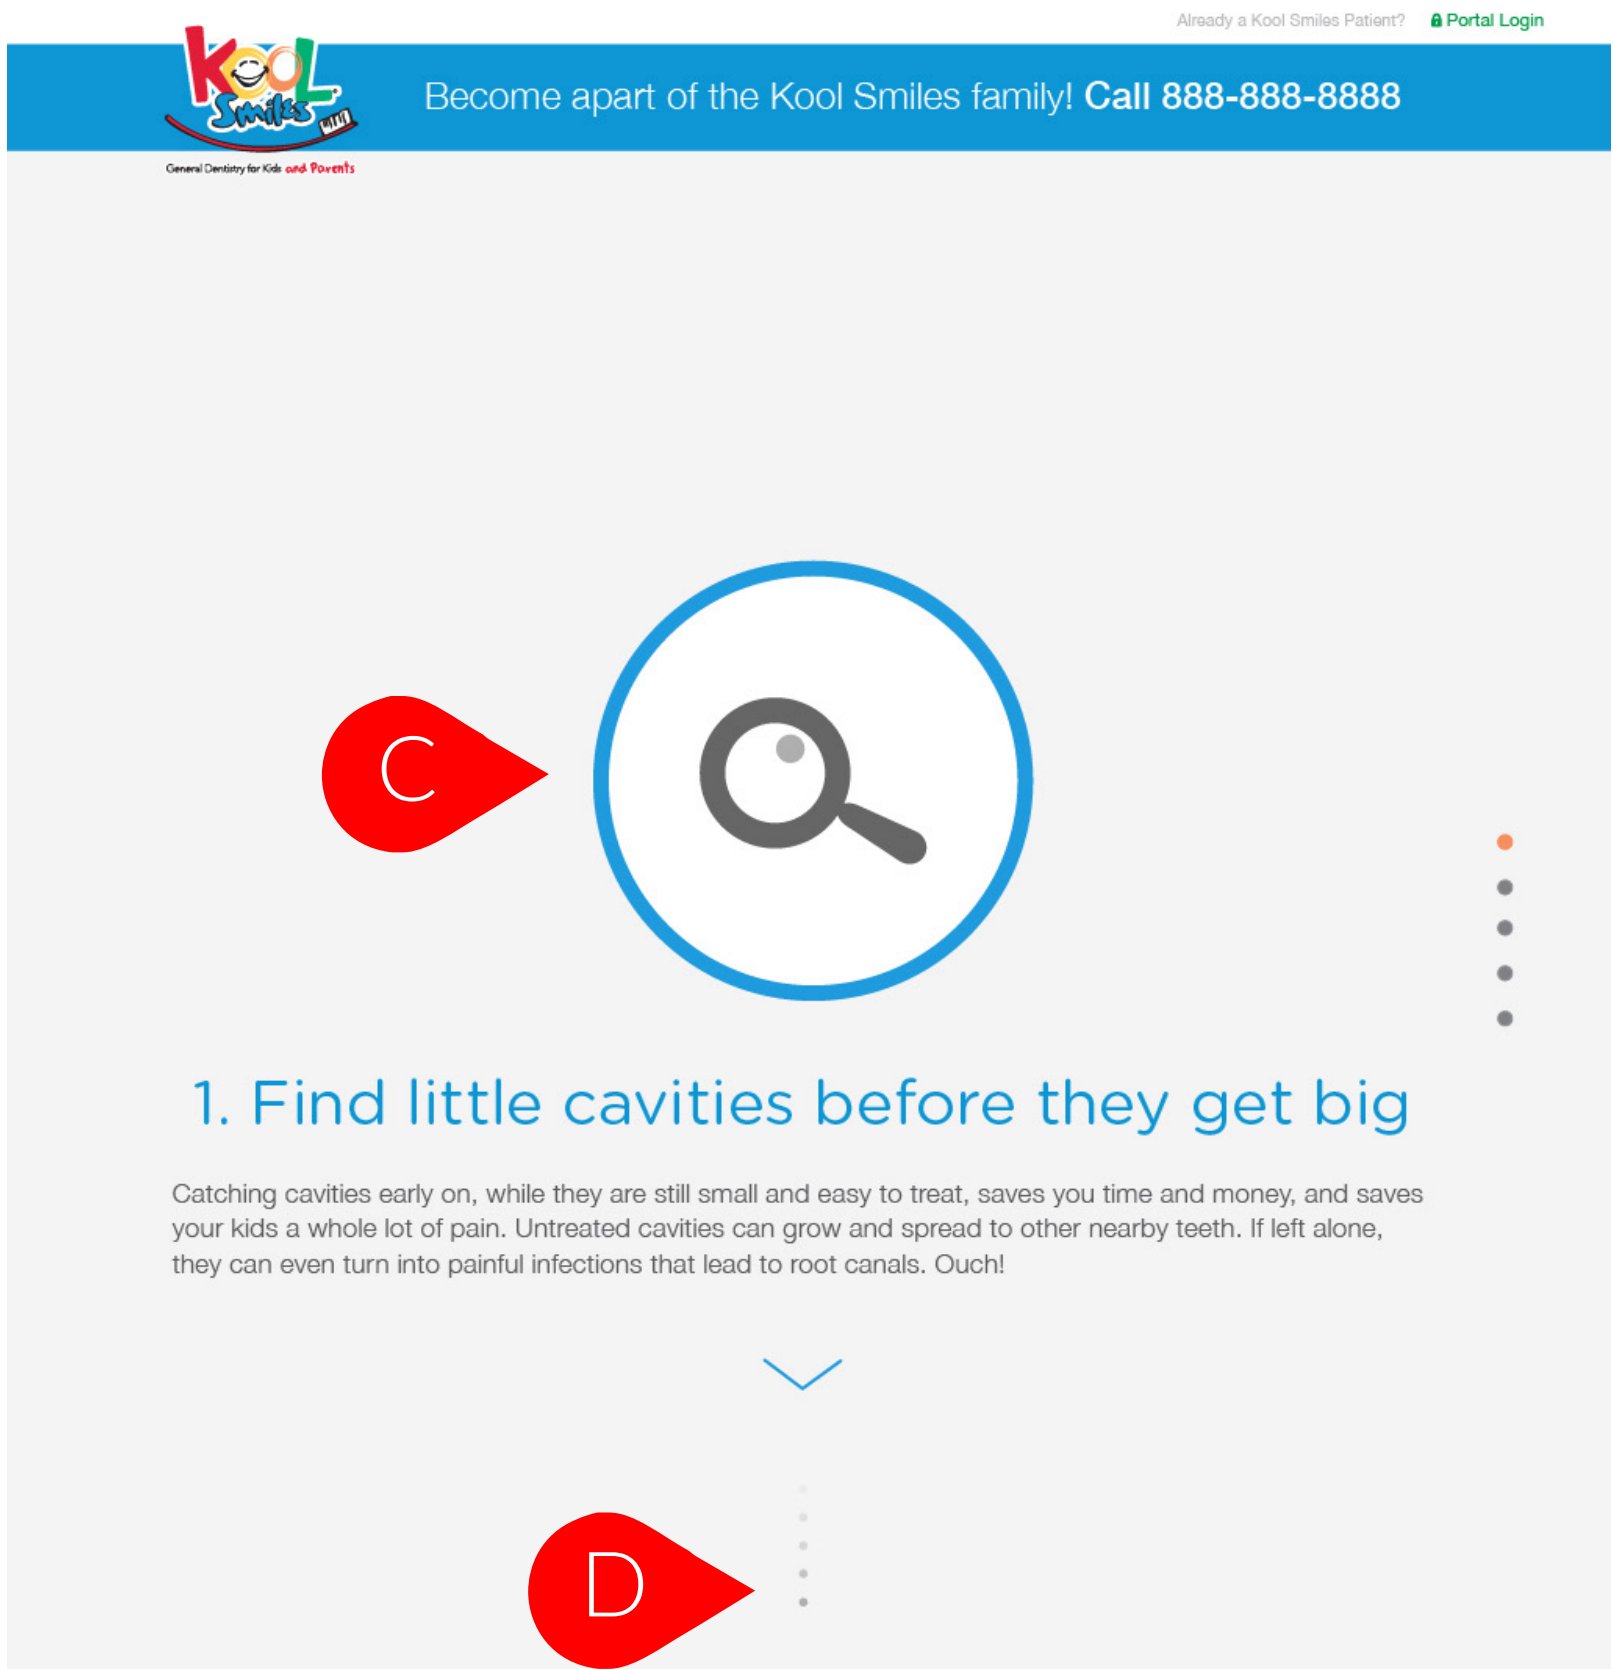 Already a Kool Smiles Patient? Portal Login
Kool
Smiles
Become apart of the Kool Smiles family! Call 888-888-8888
General Dentistry for Kids and Parents
C
1. Find little cavities before they get big
Catching cavities early on, while they are still small and easy to treat, saves you time and money, and saves
your kids a whole lot of pain. Untreated cavities can grow and spread to other nearby teeth. If left alone,
they can even turn into painful infections that lead to root canals. Ouch!
D